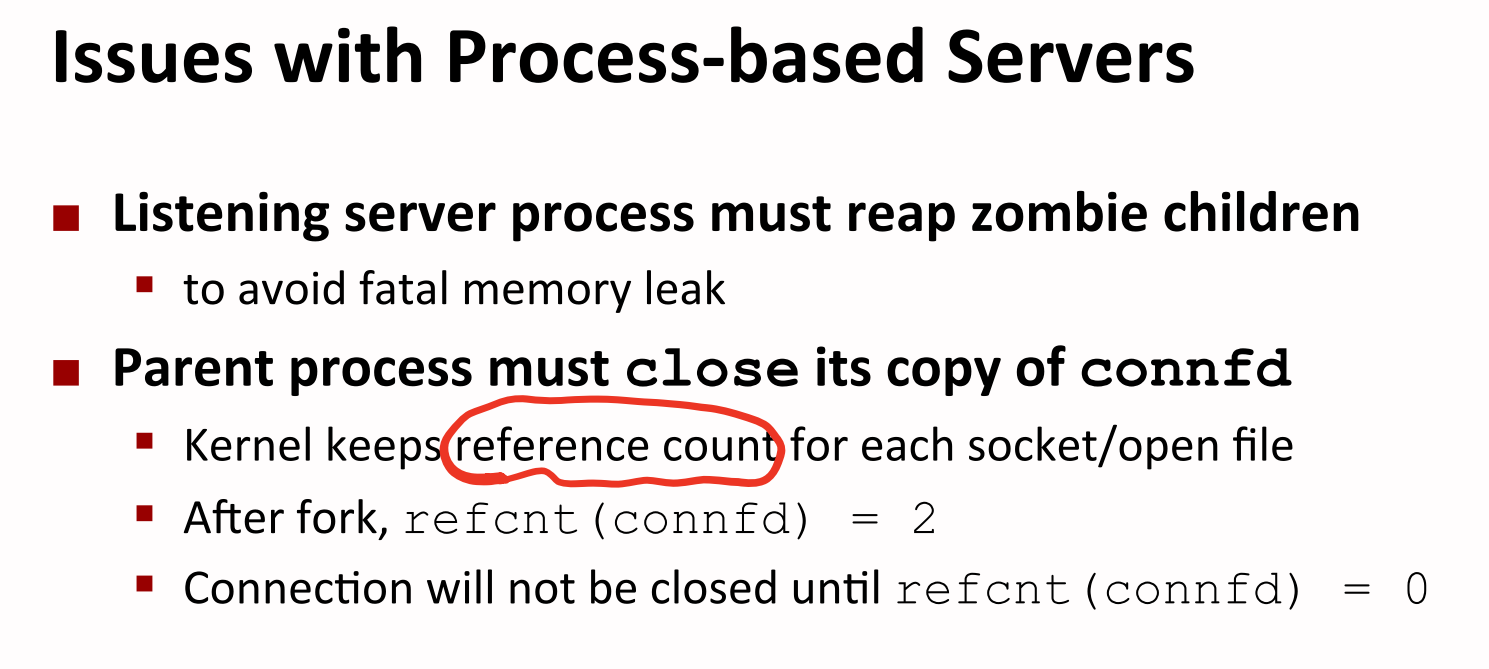 Issues with Process-based Servers
Listening server process must reap zombie children
to avoid fatal memory leak
Parent process must close its copy of connfd
Kernel keeps reference count for each socket/open file
After fork, refcnt(connfd) = 2
Connection will not be closed until refcnt(connfd) = 0